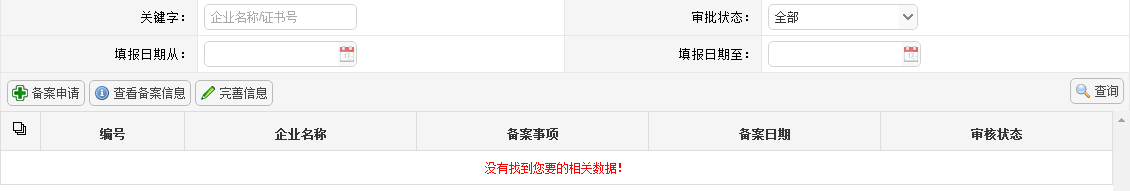 关键字： 企业名称/证书号 审批状态： 全部
填报日期从： 填报日期至：
备案申请 查看备案信息 完善信息 查询
编号 企业名称 备案事项 备案日期 审核状态
没有找到您要的相关数据！